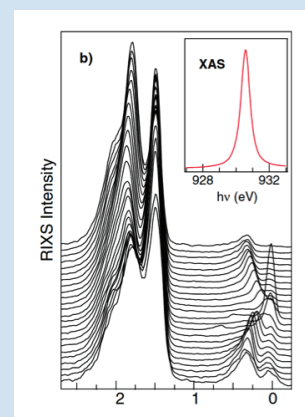 b)
XAS
928
932
hν (eV)
RIXS Intensity
2
1
0